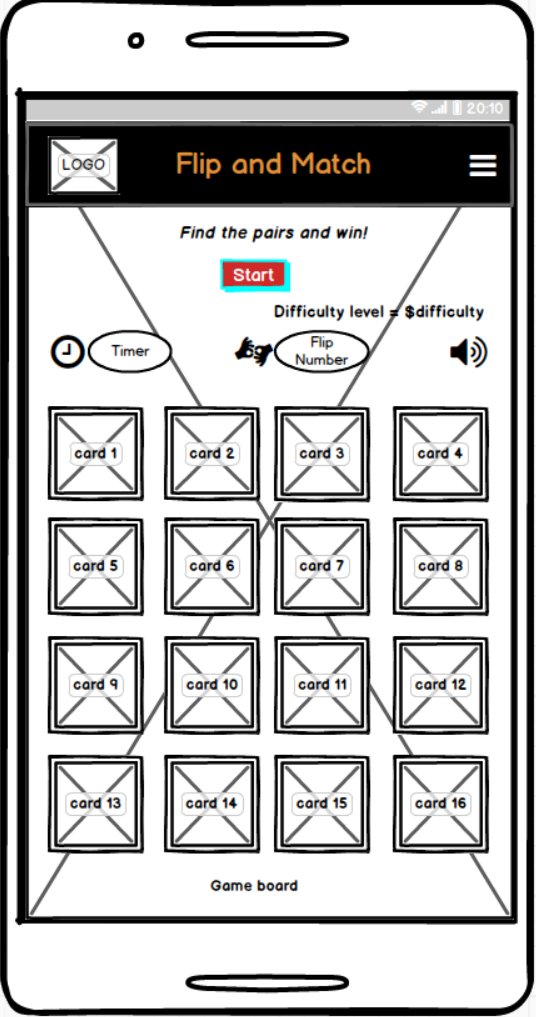 20:10
LOGO
Flip and Match
Find the pairs and win!
Start
Difficulty level = $difficulty
Timer
Flip
Number
card 1
card 2
card 3
card 4
card 5
card 6
card 7
card 8
card 9
card 10
card 11
card 12
card 13
card 14
card 15
card 16
Game board